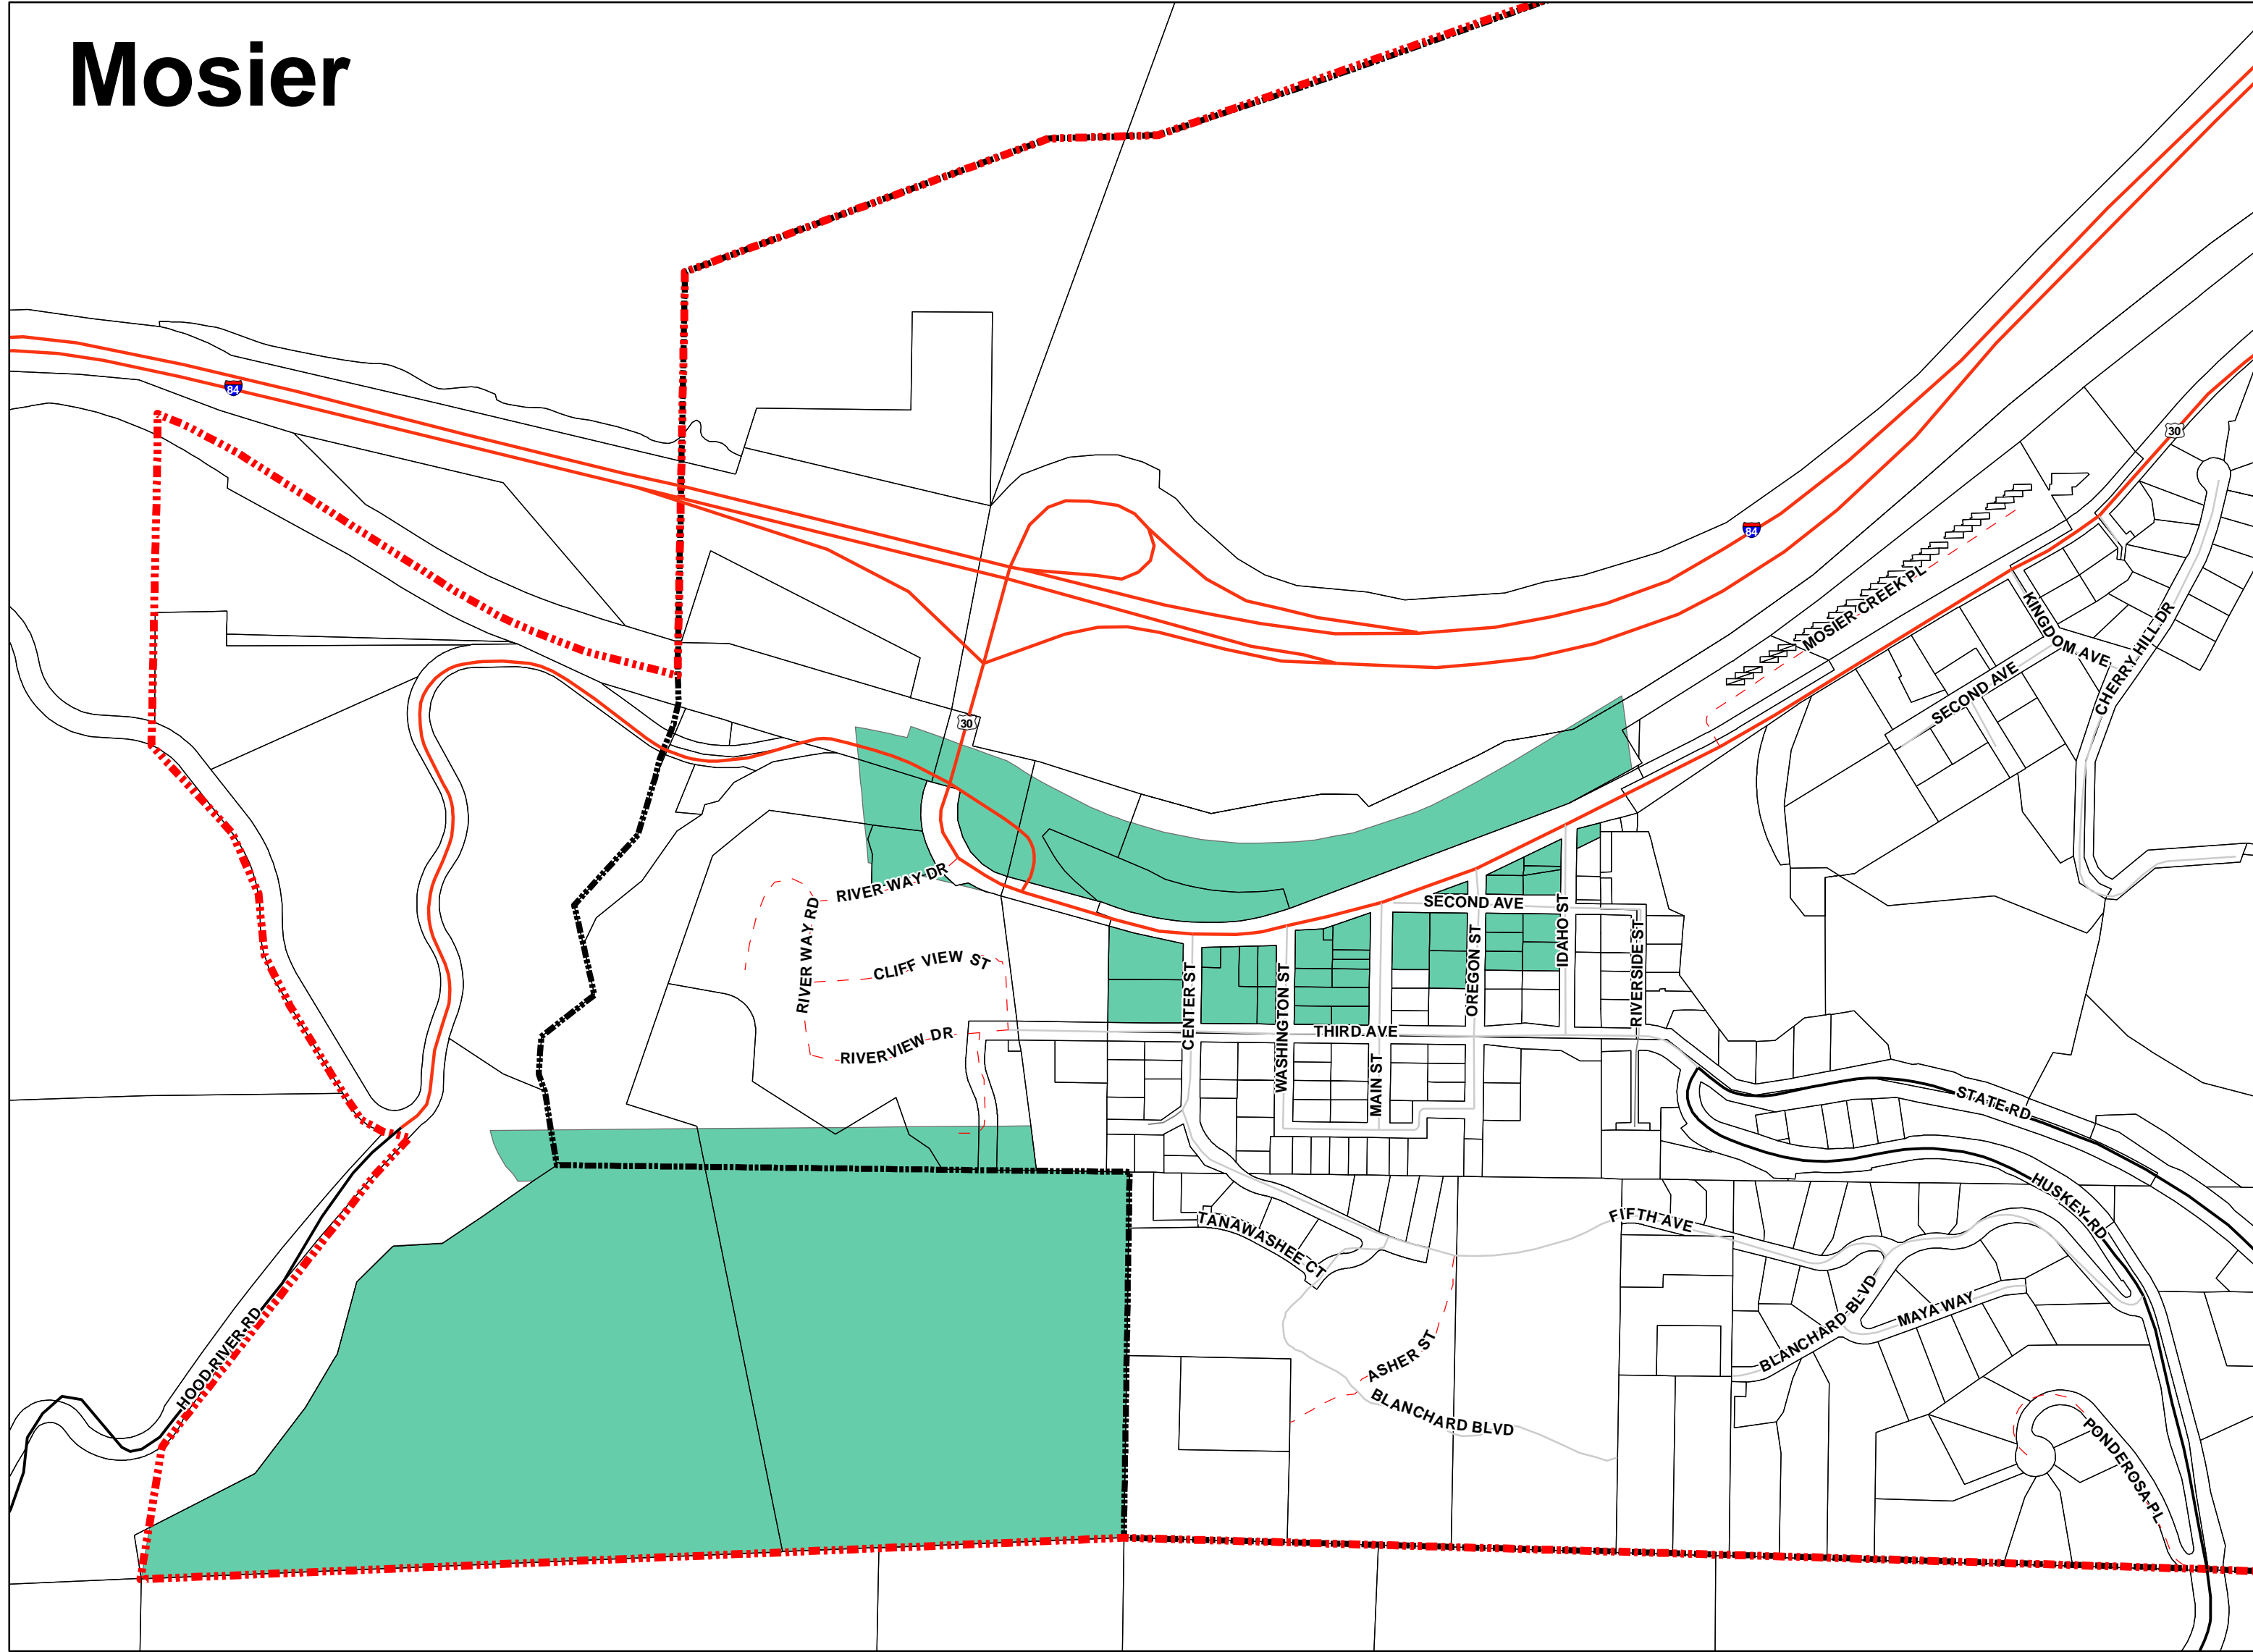 Mosier
84
30
84
MOSIER CREEK PL
KINGDOM AVE
CHERRY HILL DR
SECOND AVE
30
RIVER WAY DR
RIVER WAY RD
CLIFF VIEW ST
RIVERVIEW DR
SECOND AVE
CENTER ST
WASHINGTON ST
MAIN ST
OREGON ST
IDAHO ST
RIVERSIDE ST
THIRD AVE
STATE RD
HUSKEY RD
TANAWASHEE CT
FIFTH AVE
BLANCHARD BLVD
MAYA WAY
HOOD RIVER RD
ASHER ST
BLANCHARD BLVD
PONDEROSA PL